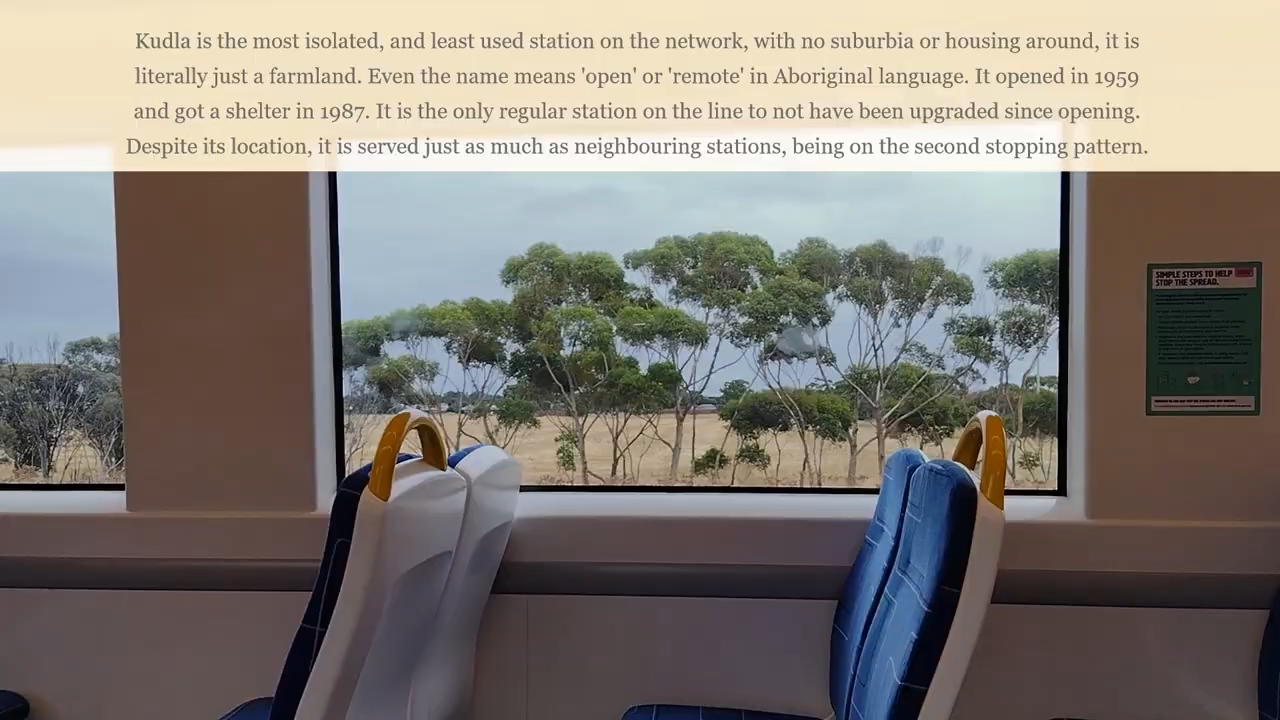 Kudla is the most isolated, and least used station on the network, with no suburbia or housing around, it is
literally just a farmland. Even the name means 'open' or 'remote' in Aboriginal language. It opened in 1959
and got a shelter in 1987. It is the only regular station on the line to not have been upgraded since opening.
Despite its location, it is served just as much as neighbouring stations, being on the second stopping pattern.
SIMPLE STEPS TO HELP
STOP THE SPREAD.